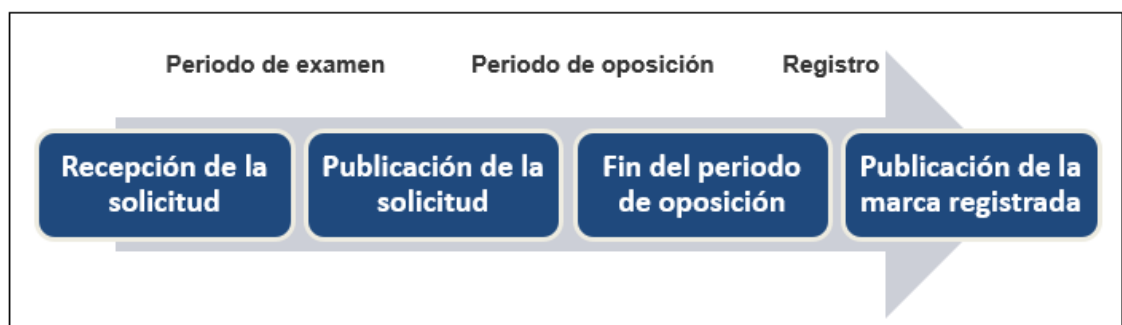 Periodo de examen
Periodo de oposición
Registro
Recepción de la
solicitud
Publicación de la
solicitud
Fin del periodo
de oposición
Publicación de la
marca registrada